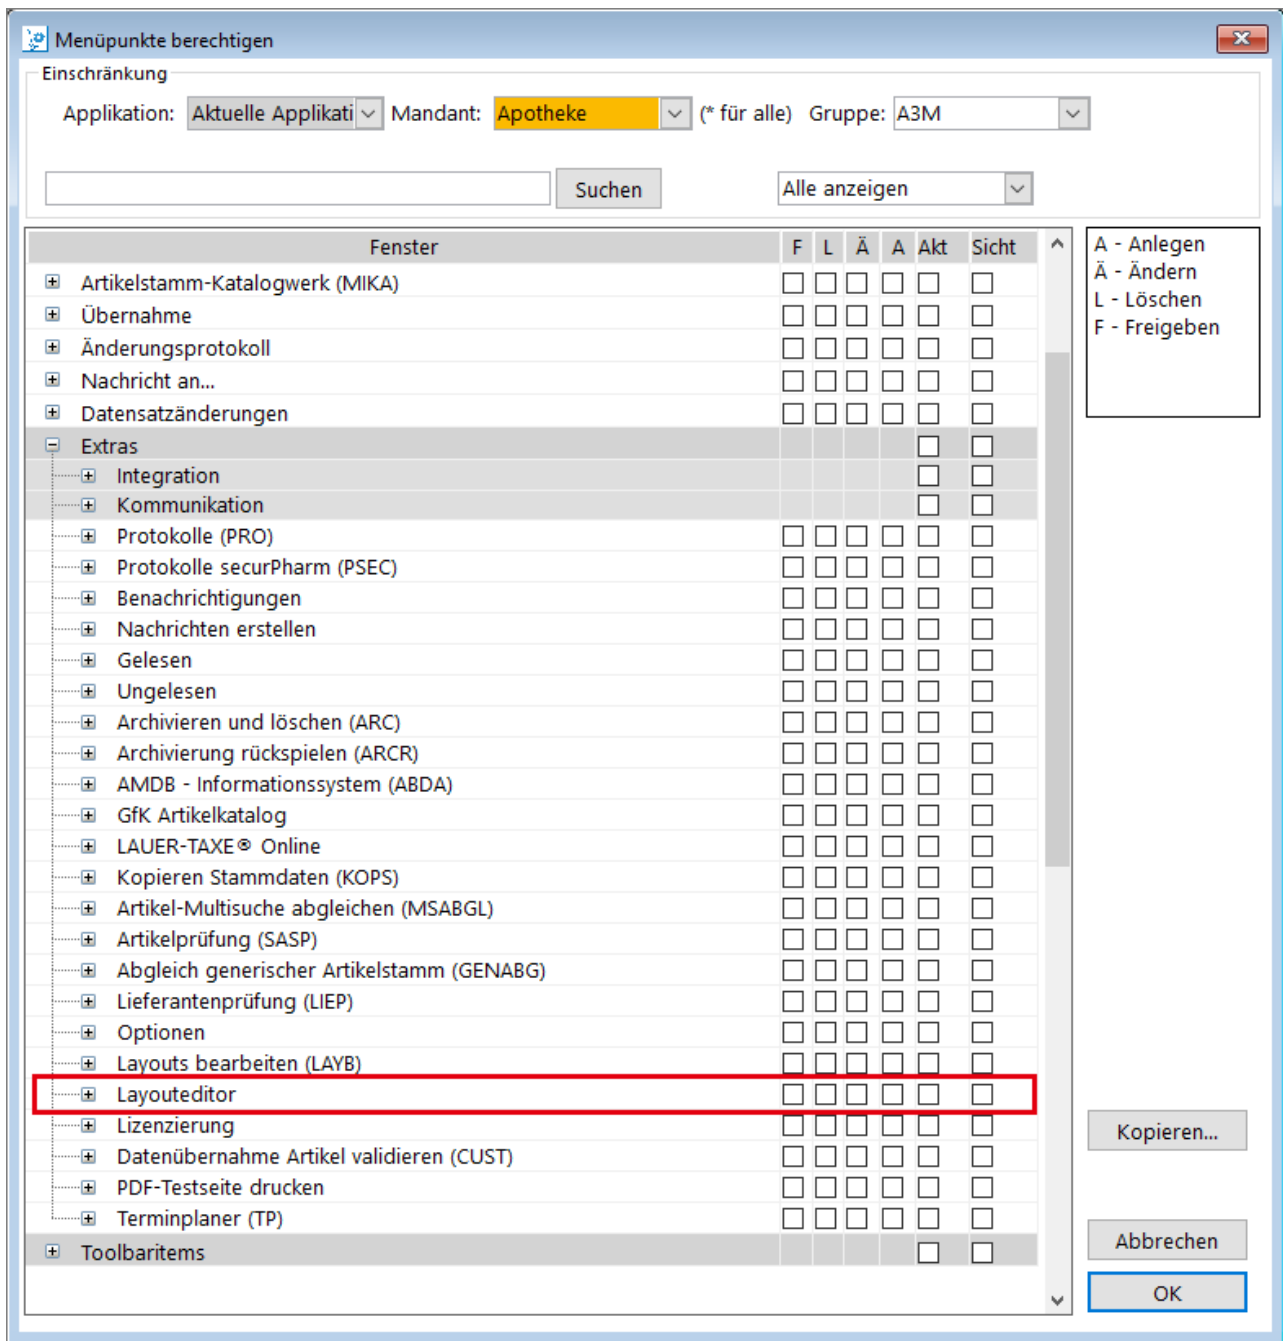 Menüpunkte berechtigen
Einschränkung
Applikation: Aktuelle Applikati Mandant: Apotheke (* für alle) Gruppe: A3M
Suchen Alle anzeigen
Fenster F L Ä A Akt Sicht
A - Anlegen
Ä - Ändern
L - Löschen
F - Freigeben
Artikelstamm-Katalogwerk (MIKA)
Übernahme
Änderungsprotokoll
Nachricht an...
Datensatzänderungen
Extras
Integration
Kommunikation
Protokolle (PRO)
Protokolle securPharm (PSEC)
Benachrichtigungen
Nachrichten erstellen
Gelesen
Ungelesen
Archivieren und löschen (ARC)
Archivierung rückspielen (ARCR)
AMDB - Informationssystem (ABDA)
GfK Artikelkatalog
LAUER-TAXE® Online
Kopieren Stammdaten (KOPS)
Artikel-Multisuche abgleichen (MSABGL)
Artikelprüfung (SASP)
Abgleich generischer Artikelstamm (GENABG)
Lieferantenprüfung (LIEP)
Optionen
Layouts bearbeiten (LAYB)
Layouteditor
Lizenzierung
Datenübernahme Artikel validieren (CUST)
PDF-Testseite drucken
Terminplaner (TP)
Toolbaritems
Kopieren...
Abbrechen
OK